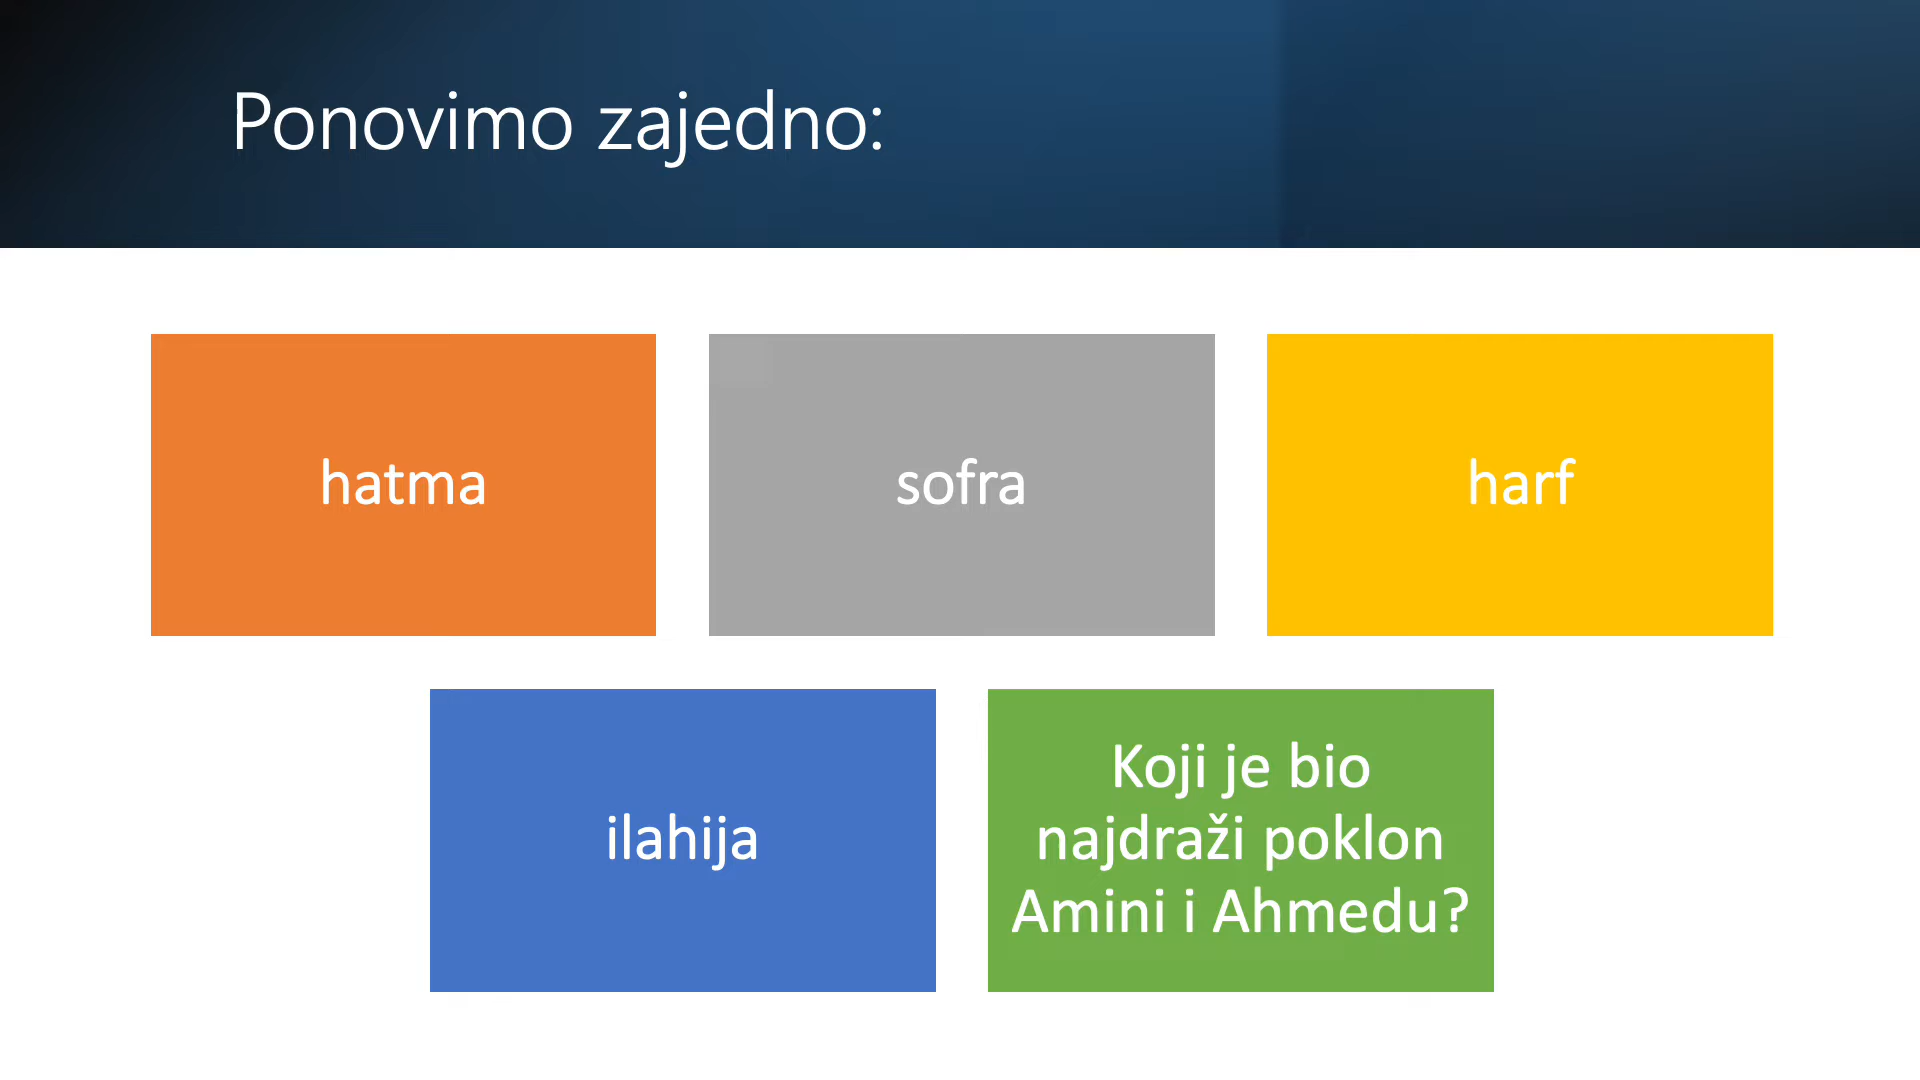 Ponovimo zajedno:
hatma
sofra
harf
ilahija
Koji je bio
najdraži poklon
Amini i Ahmedu?